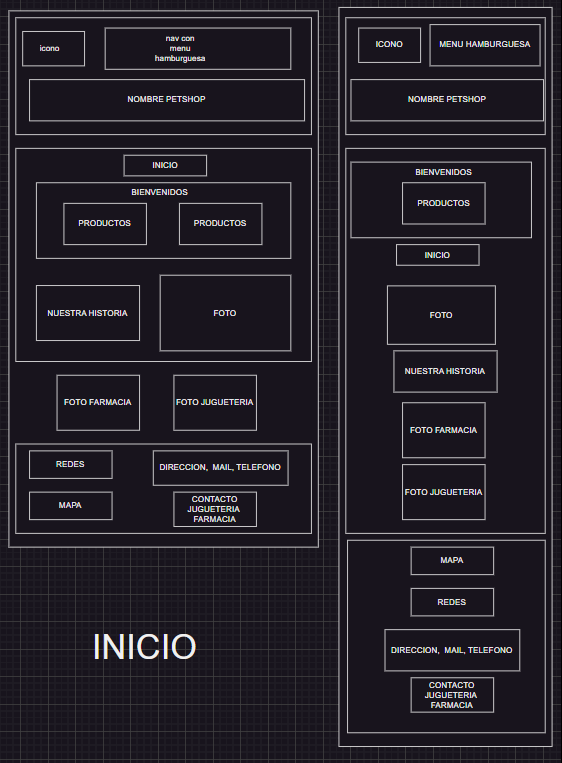 icono
nav con
menu
hamburguesa
NOMBRE PETSHOP
INICIO
BIENVENIDOS
PRODUCTOS
PRODUCTOS
NUESTRA HISTORIA
FOTO
FOTO FARMACIA
FOTO JUGUETERIA
REDES
DIRECCION, MAIL, TELEFONO
MAPA
CONTACTO
JUGUETERIA
FARMACIA
INICIO
ICONO
MENU HAMBURGUESA
NOMBRE PETSHOP
BIENVENIDOS
PRODUCTOS
INICIO
FOTO
NUESTRA HISTORIA
FOTO FARMACIA
FOTO JUGUETERIA
MAPA
REDES
DIRECCION, MAIL, TELEFONO
CONTACTO
JUGUETERIA
FARMACIA